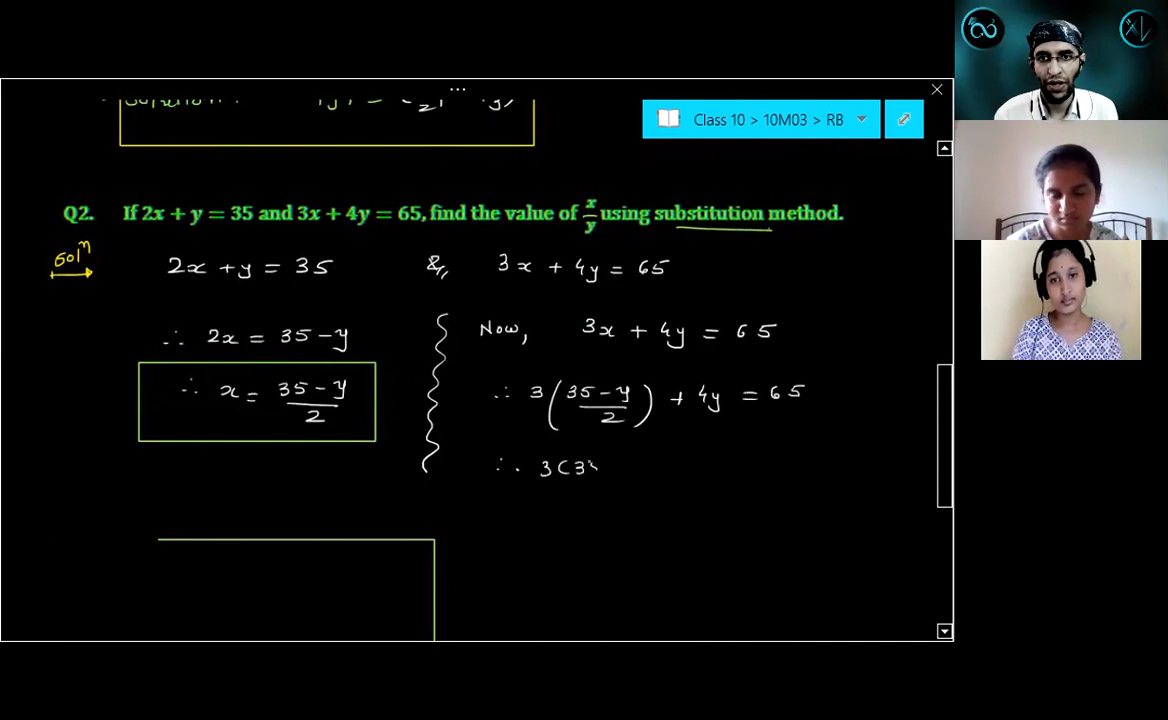 Class 10 > 10M03 > RB
Q2. If 2x + y = 35 and 3x + 4y = 65, find the value of x/y using substitution method.
Solⁿ
2x + y = 35 &, 3x + 4y = 65
∴ 2x = 35 - y
∴ x = (35 - y)/2
Now, 3x + 4y = 65
∴ 3((35 - y)/2) + 4y = 65
∴ 3(3